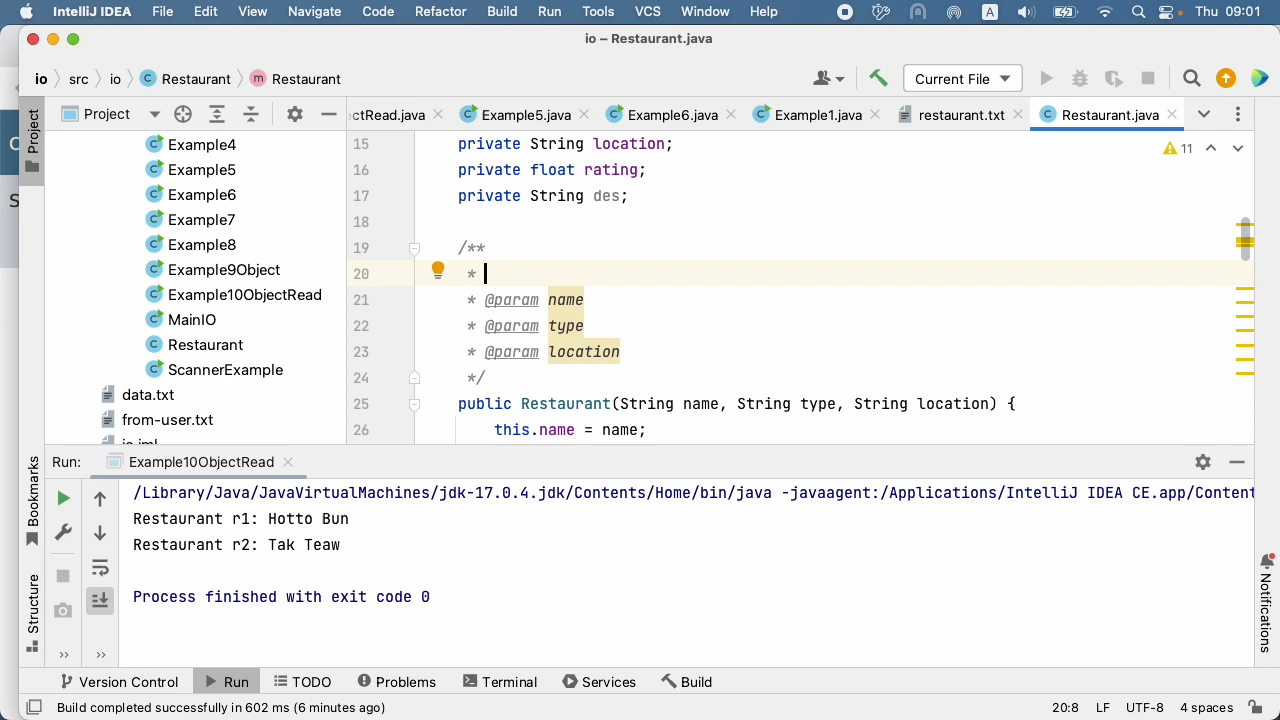 IntelliJ IDEA File Edit View Navigate Code Refactor Build Run Tools VCS Window Help A Thu 09:01
io – Restaurant.java
io src io C Restaurant m Restaurant Current File
Project ctRead.java Example5.java Example6.java Example1.java restaurant.txt Restaurant.java
Project
Example4
Example5
Example6
Example7
Example8
Example9Object
Example10ObjectRead
MainIO
Restaurant
ScannerExample
data.txt
from-user.txt
io.iml
11
15 private String location;
16 private float rating;
17 private String des;
18
19 /**
20 *
21 * @param name
22 * @param type
23 * @param location
24 */
25 public Restaurant(String name, String type, String location) {
26 this.name = name;
Run: Example10ObjectRead
/Library/Java/JavaVirtualMachines/jdk-17.0.4.jdk/Contents/Home/bin/java -javaagent:/Applications/IntelliJ IDEA CE.app/Content
Restaurant r1: Hotto Bun
Restaurant r2: Tak Teaw
Process finished with exit code 0
Bookmarks
Structure
Notifications
Version Control Run TODO Problems Terminal Services Build
Build completed successfully in 602 ms (6 minutes ago) 20:8 LF UTF-8 4 spaces